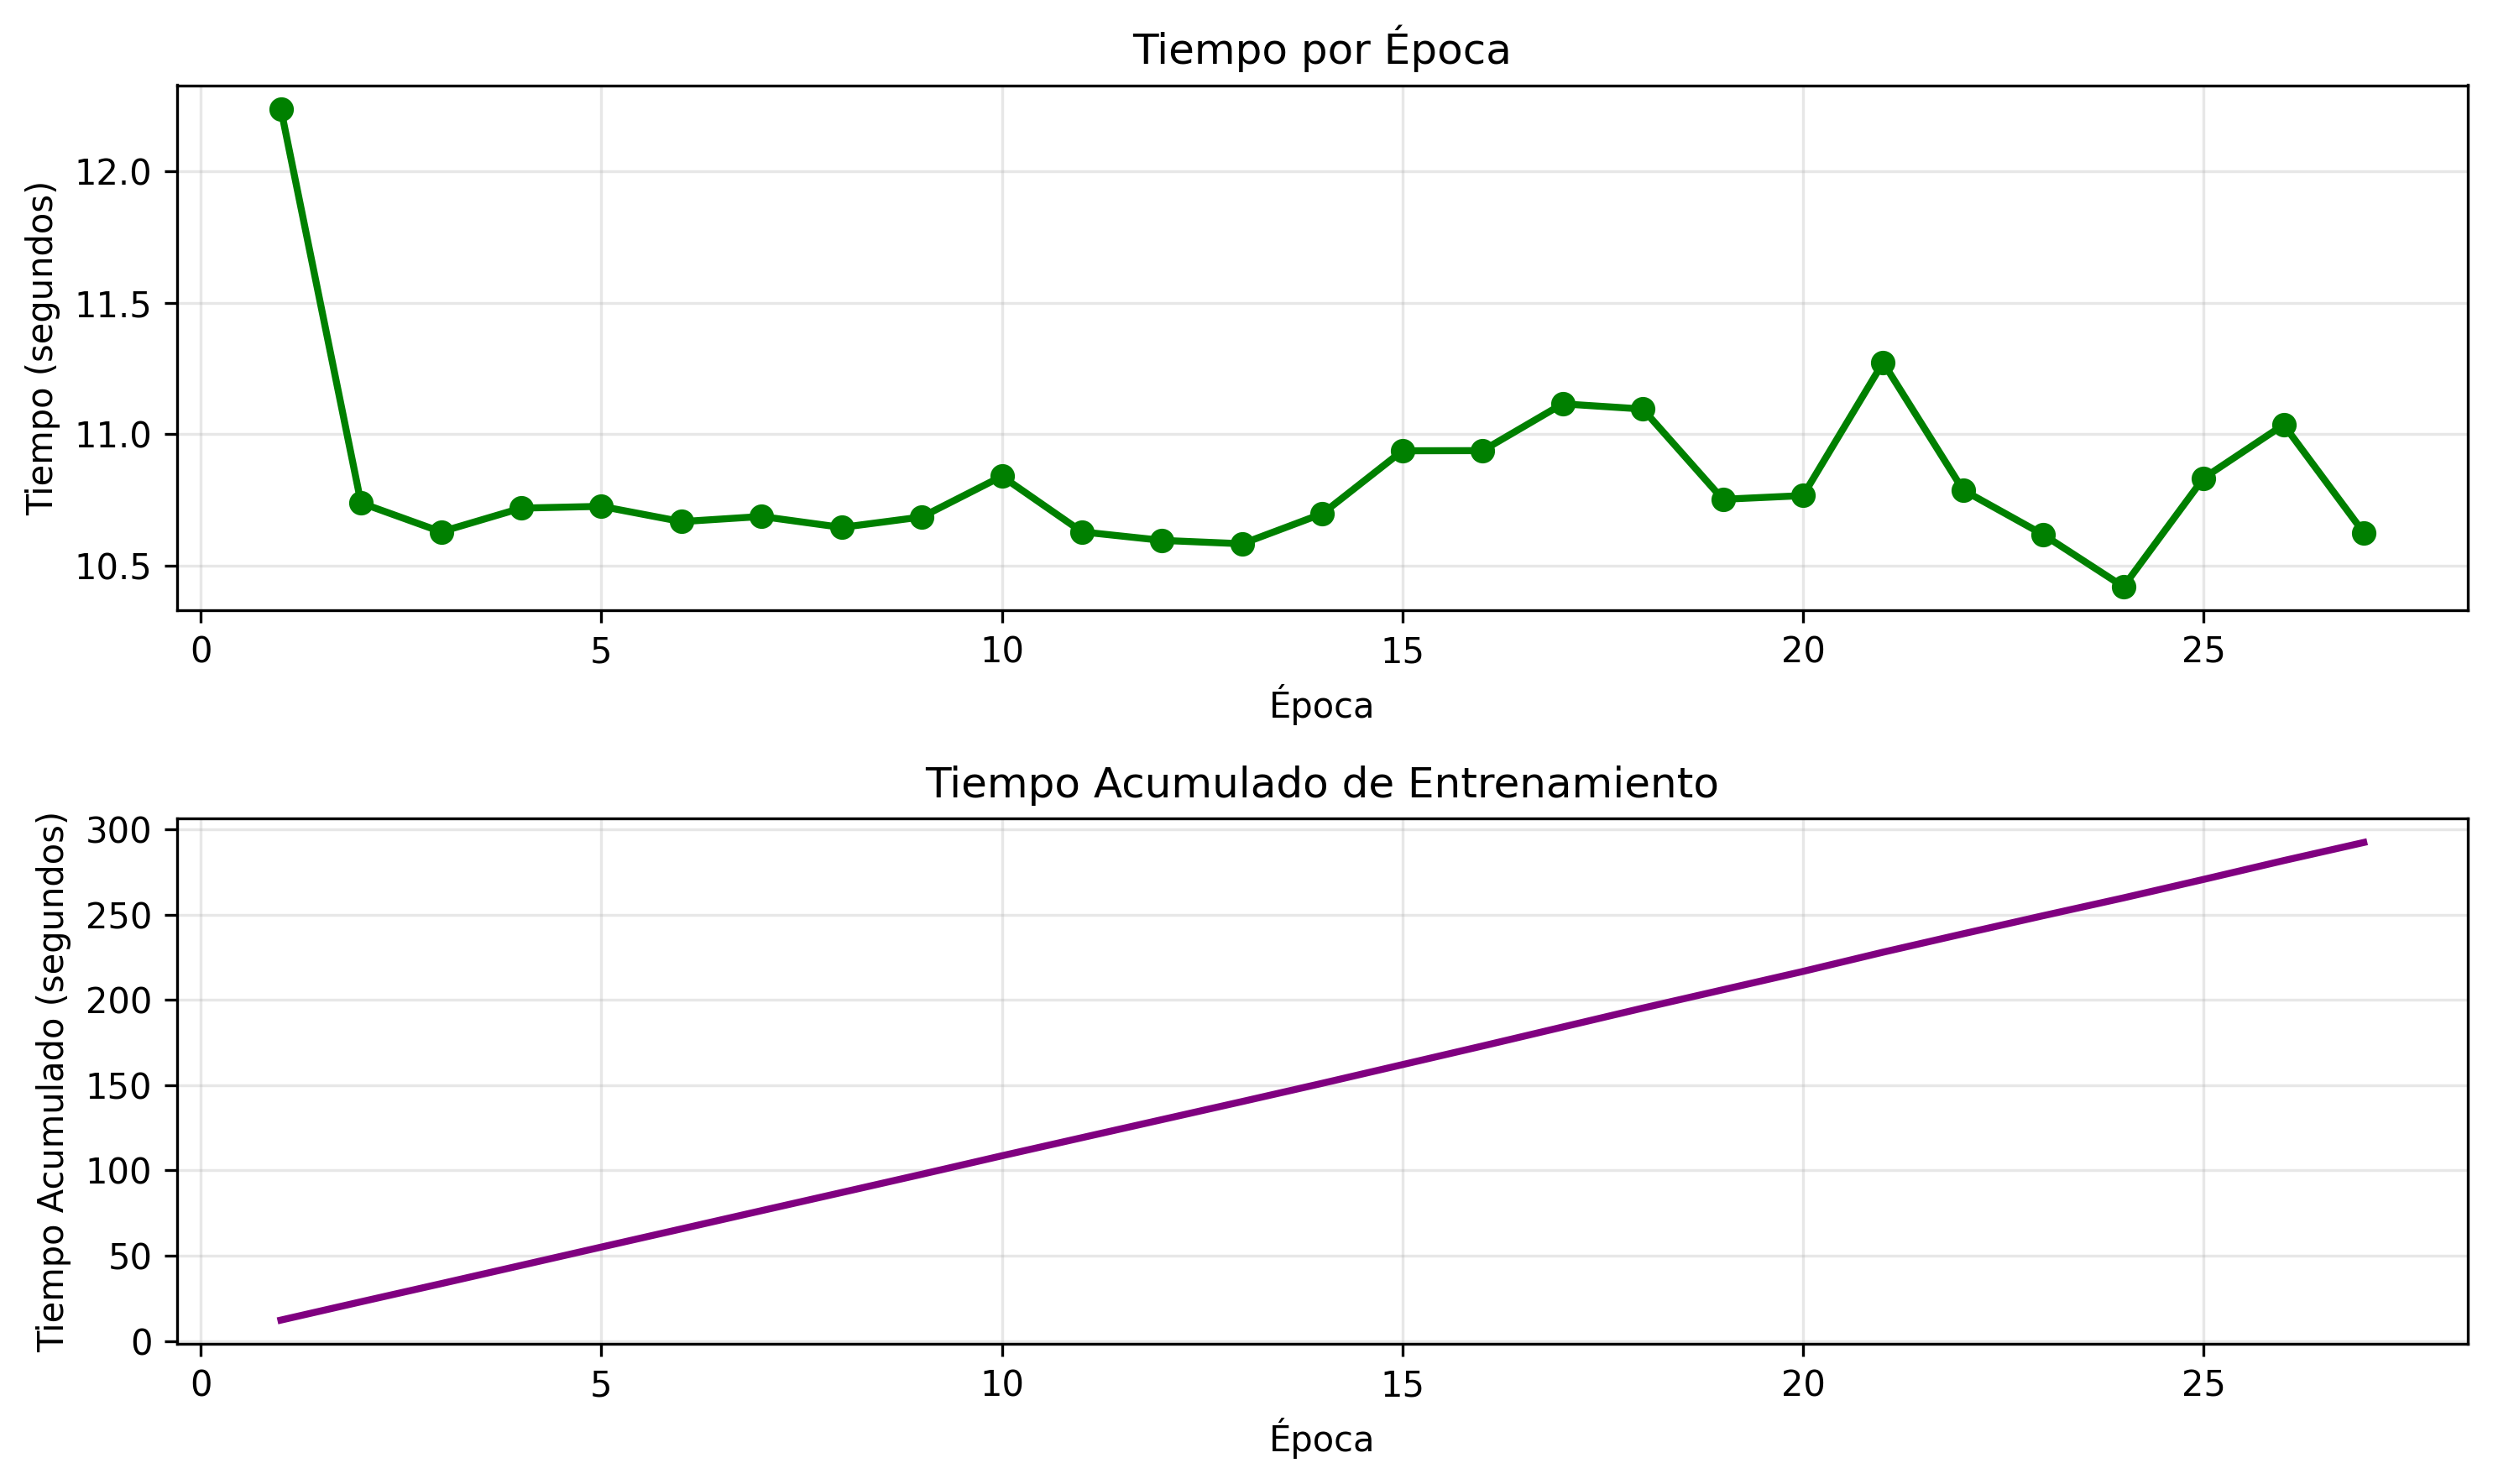 Tiempo por Época
Tiempo (segundos)
12.0
11.5
11.0
10.5
0 5 10 15 20 25
Época
Tiempo Acumulado de Entrenamiento
Tiempo Acumulado (segundos)
300
250
200
150
100
50
0
0 5 10 15 20 25
Época